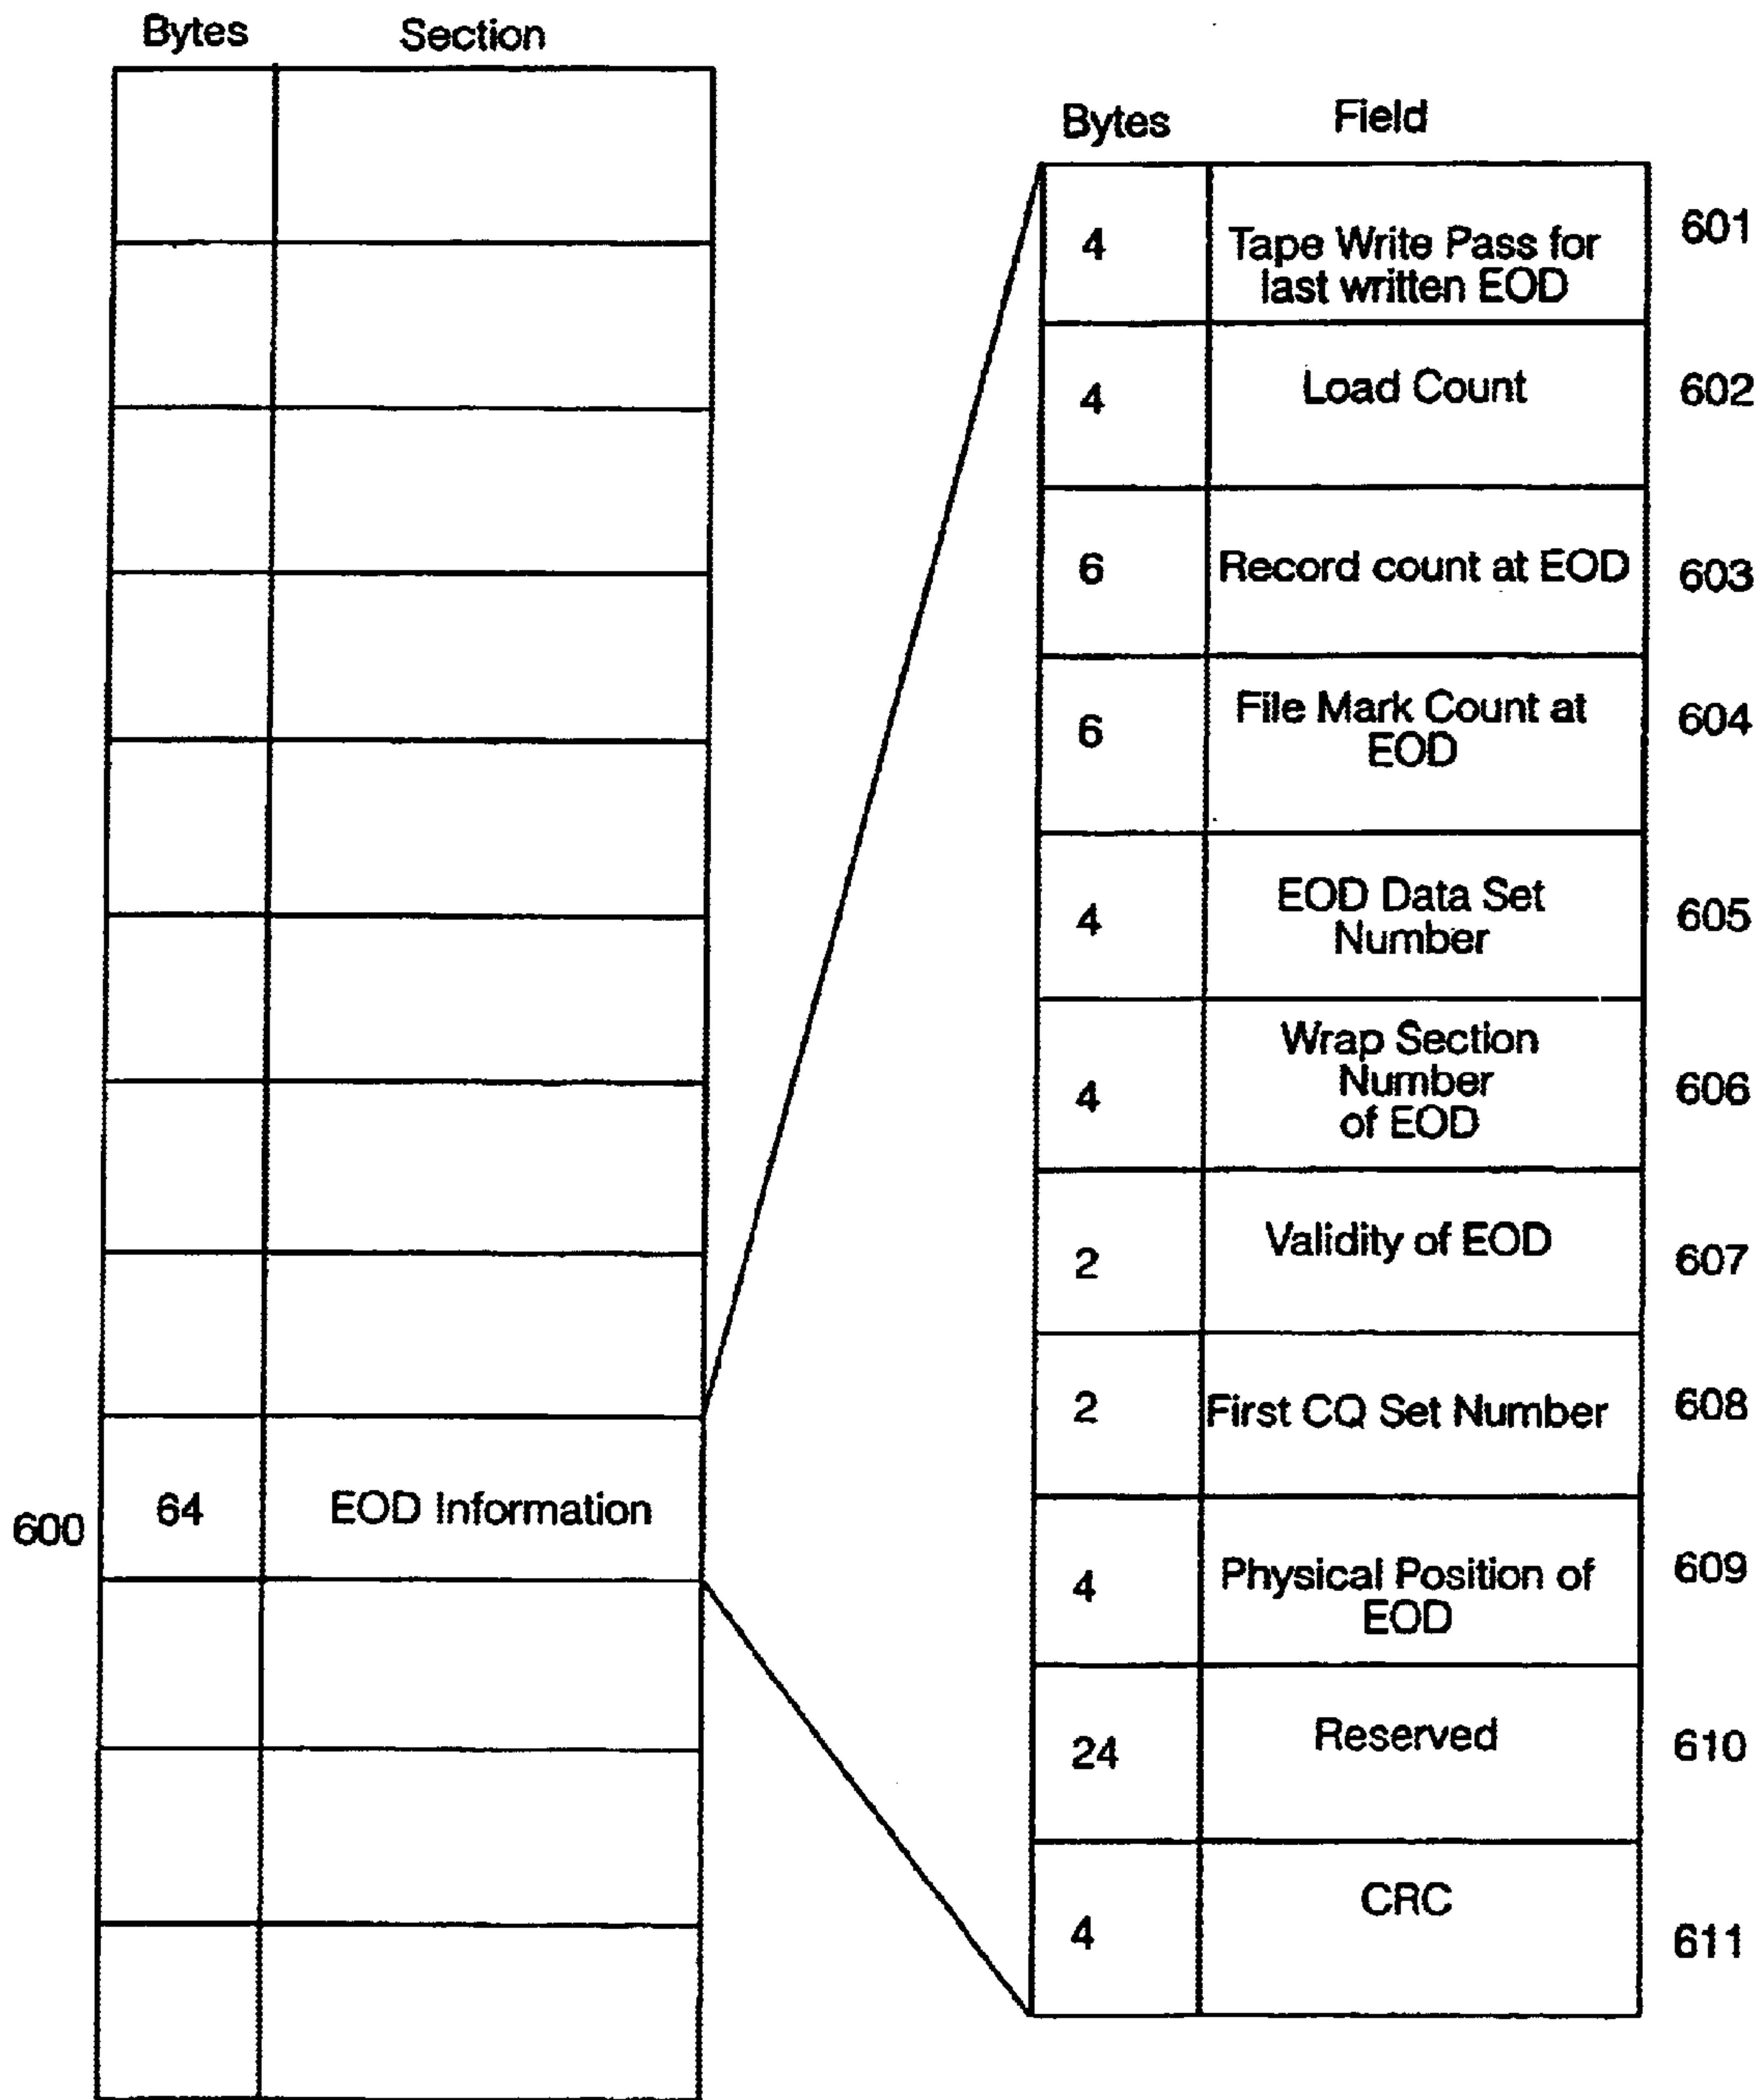 Bytes Section
600 64 EOD Information
Bytes Field
4 Tape Write Pass for
last written EOD 601
4 Load Count 602
6 Record count at EOD 603
6 File Mark Count at
EOD 604
4 EOD Data Set
Number 605
4 Wrap Section
Number
of EOD 606
2 Validity of EOD 607
2 First CQ Set Number 608
4 Physical Position of
EOD 609
24 Reserved 610
4 CRC 611